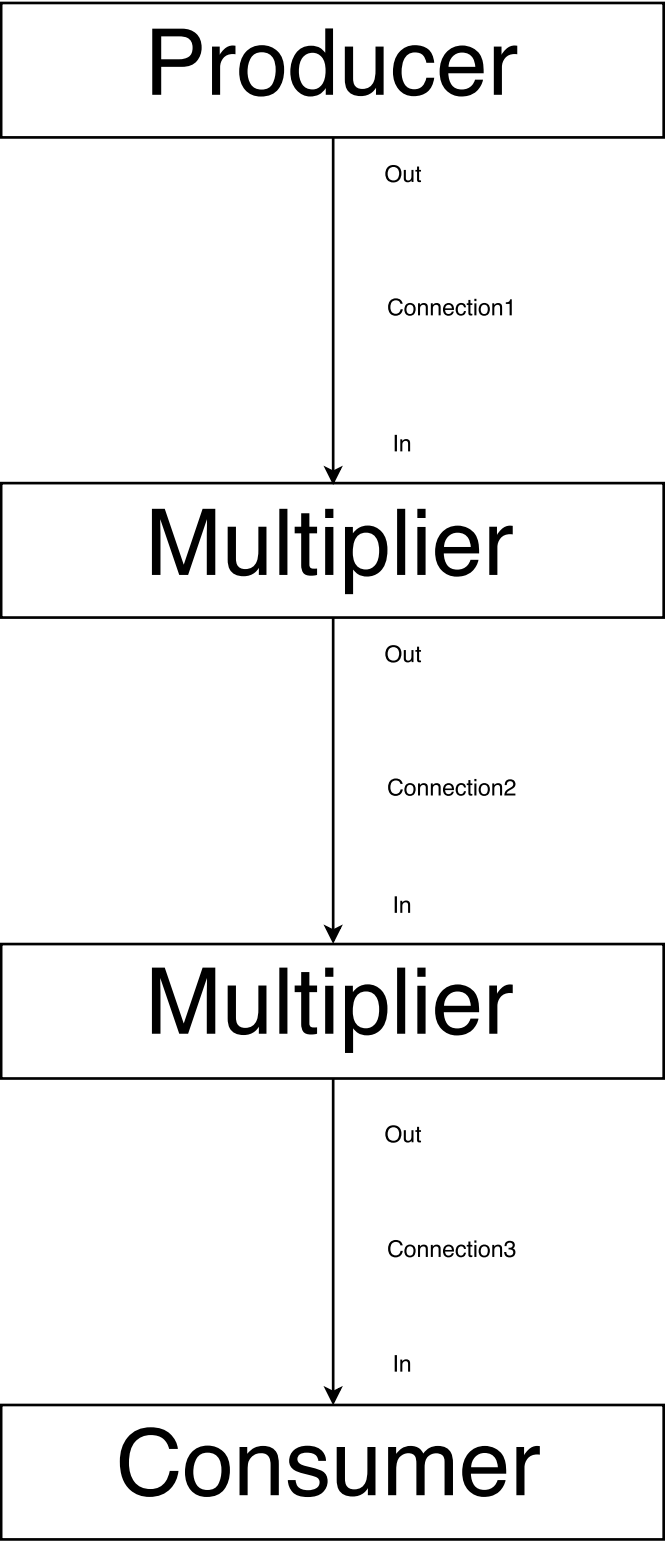 Producer
Out
Connection1
In
Multiplier
Out
Connection2
In
Multiplier
Out
Connection3
In
Consumer